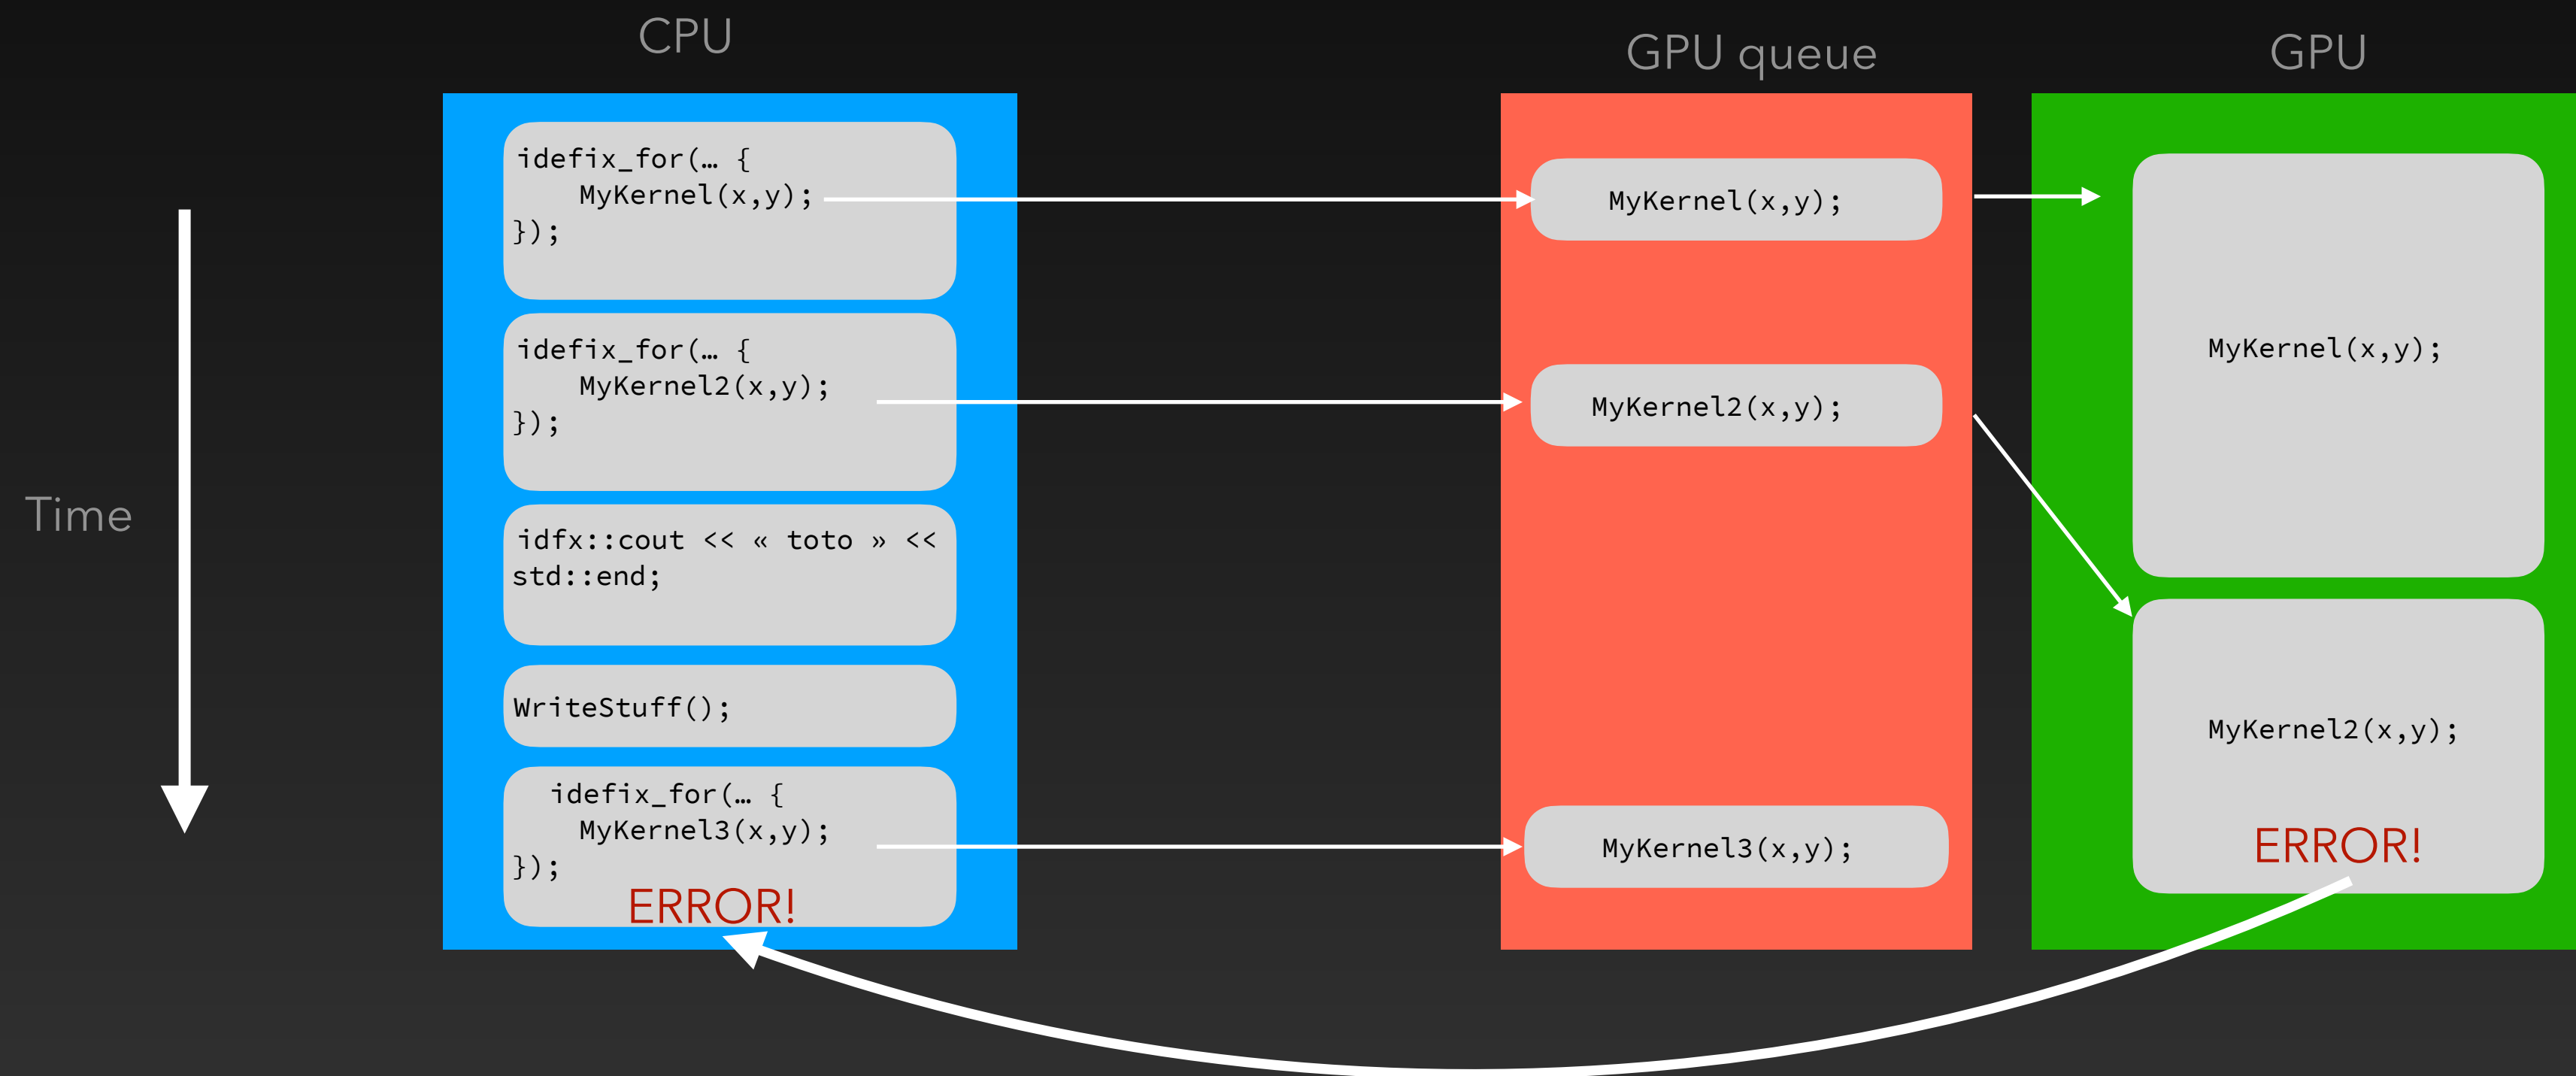 CPU
GPU queue
GPU
Time
idefix_for(… {
MyKernel(x,y);
});
idefix_for(… {
MyKernel2(x,y);
});
idfx::cout << « toto » <<
std::end;
WriteStuff();
idefix_for(… {
MyKernel3(x,y);
});
ERROR!
MyKernel(x,y);
MyKernel2(x,y);
MyKernel3(x,y);
MyKernel(x,y);
MyKernel2(x,y);
ERROR!